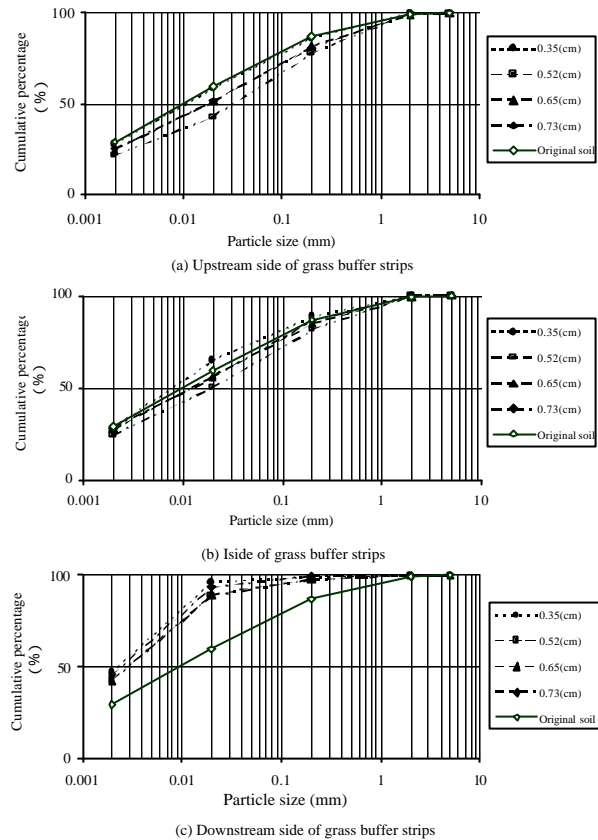 100
50
0
0.001 0.01 0.1 1 10
Cumulative percentage
( % )
Particle size (mm)
0.35(cm)
0.52(cm)
0.65(cm)
0.73(cm)
Original soil
(a) Upstream side of grass buffer strips
100
50
0
0.001 0.01 0.1 1 10
Cumulative percentage
( % )
Particle size (mm)
0.35(cm)
0.52(cm)
0.65(cm)
0.73(cm)
Original soil
(b) Iside of grass buffer strips
100
50
0
0.001 0.01 0.1 1 10
Cumulative percentage
( % )
Particle size (mm)
0.35(cm)
0.52(cm)
0.65(cm)
0.73(cm)
Original soil
(c) Downstream side of grass buffer strips